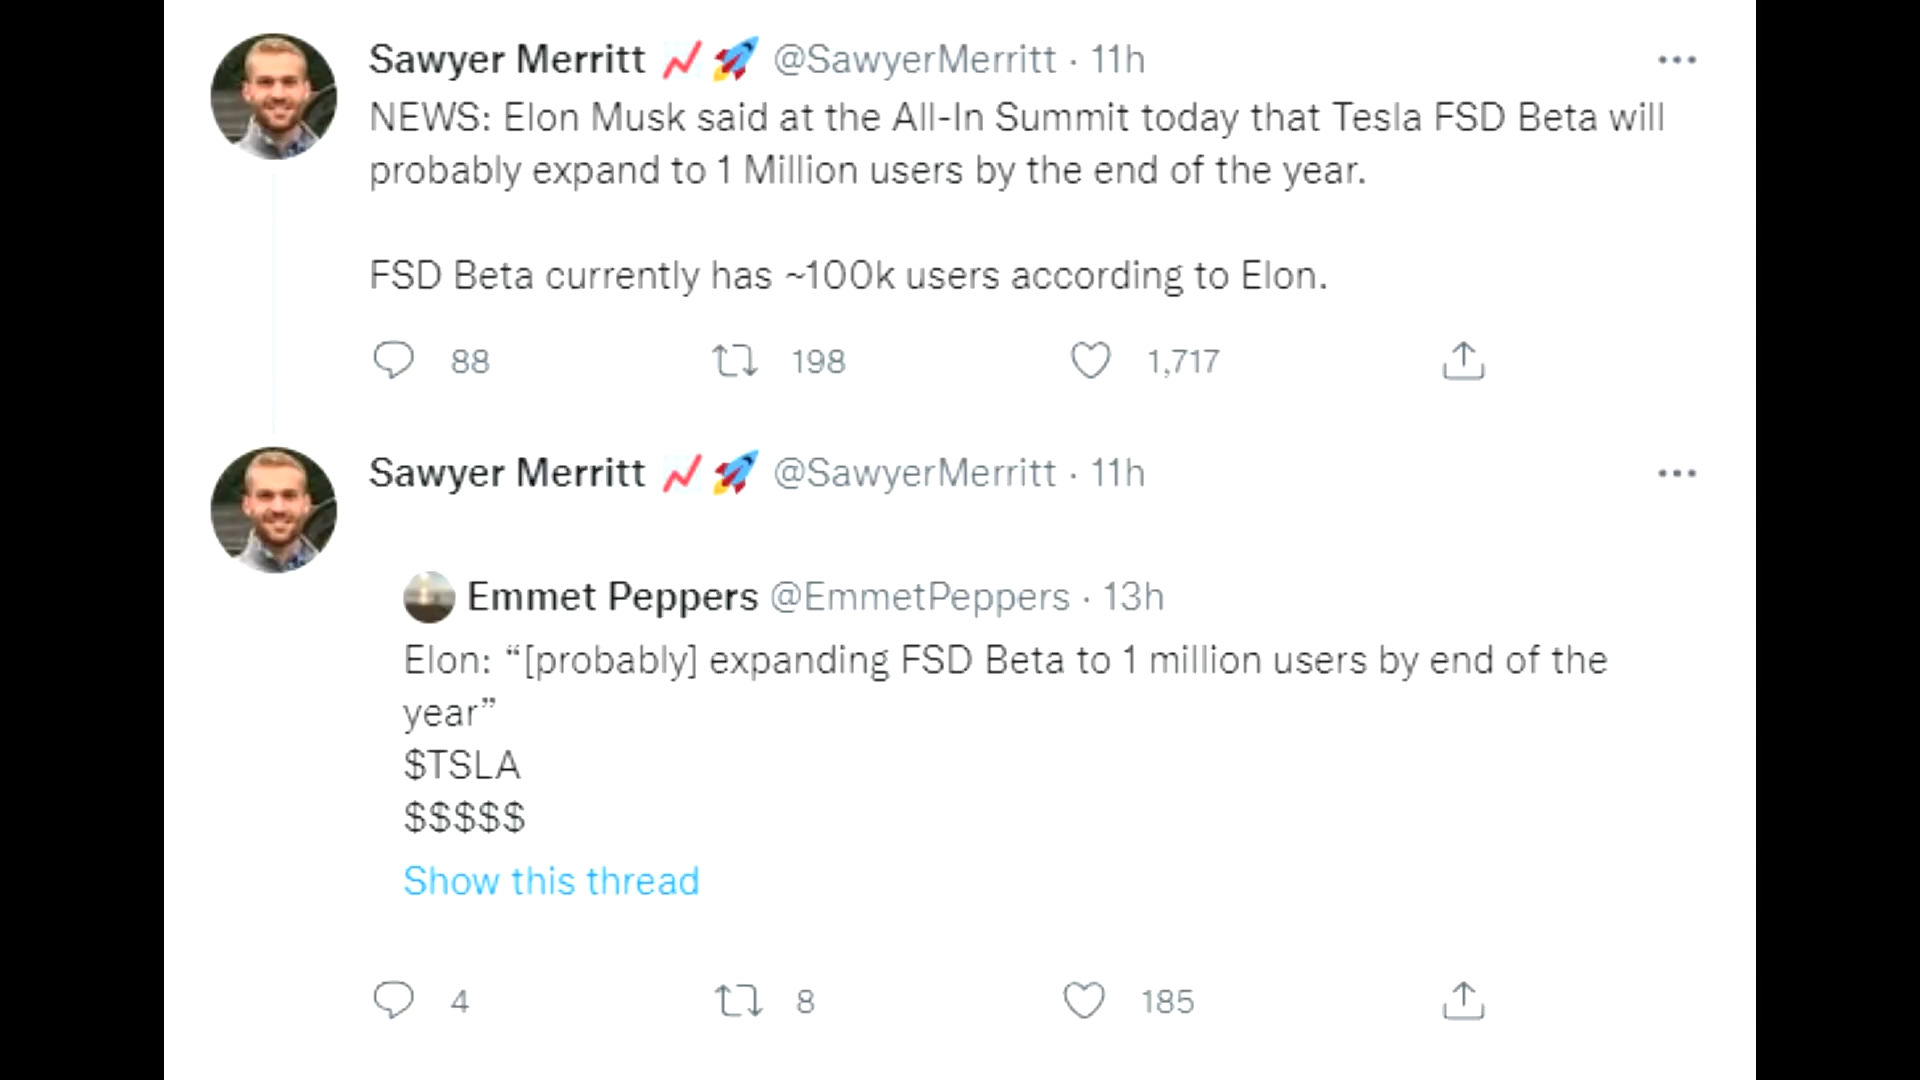 Sawyer Merritt 📈🚀 @SawyerMerritt · 11h
NEWS: Elon Musk said at the All-In Summit today that Tesla FSD Beta will
probably expand to 1 Million users by the end of the year.
FSD Beta currently has ~100k users according to Elon.
88 198 1,717
Sawyer Merritt 📈🚀 @SawyerMerritt · 11h
Emmet Peppers @EmmetPeppers · 13h
Elon: “[probably] expanding FSD Beta to 1 million users by end of the
year”
$TSLA
$$$$$
Show this thread
4 8 185